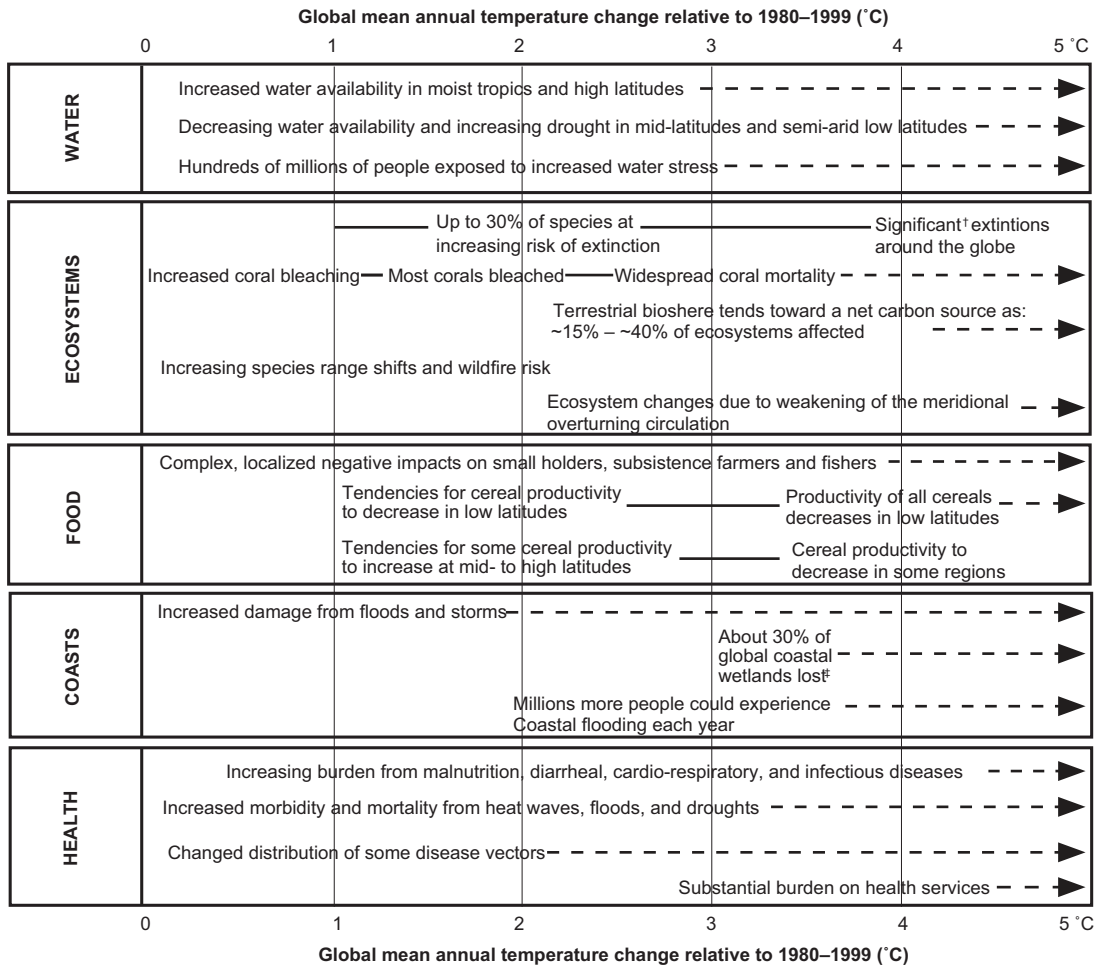 Global mean annual temperature change relative to 1980–1999 (˚C)
0 1 2 3 4 5 ˚C
WATER
Increased water availability in moist tropics and high latitudes
Decreasing water availability and increasing drought in mid-latitudes and semi-arid low latitudes
Hundreds of millions of people exposed to increased water stress
ECOSYSTEMS
Up to 30% of species at
increasing risk of extinction
Significant† extintions
around the globe
Increased coral bleaching Most corals bleached Widespread coral mortality
Terrestrial bioshere tends toward a net carbon source as:
~15% – ~40% of ecosystems affected
Increasing species range shifts and wildfire risk
Ecosystem changes due to weakening of the meridional
overturning circulation
FOOD
Complex, localized negative impacts on small holders, subsistence farmers and fishers
Tendencies for cereal productivity
to decrease in low latitudes
Productivity of all cereals
decreases in low latitudes
Tendencies for some cereal productivity
to increase at mid- to high latitudes
Cereal productivity to
decrease in some regions
COASTS
Increased damage from floods and storms
About 30% of
global coastal
wetlands lost‡
Millions more people could experience
Coastal flooding each year
HEALTH
Increasing burden from malnutrition, diarrheal, cardio-respiratory, and infectious diseases
Increased morbidity and mortality from heat waves, floods, and droughts
Changed distribution of some disease vectors
Substantial burden on health services
0 1 2 3 4 5 ˚C
Global mean annual temperature change relative to 1980–1999 (˚C)